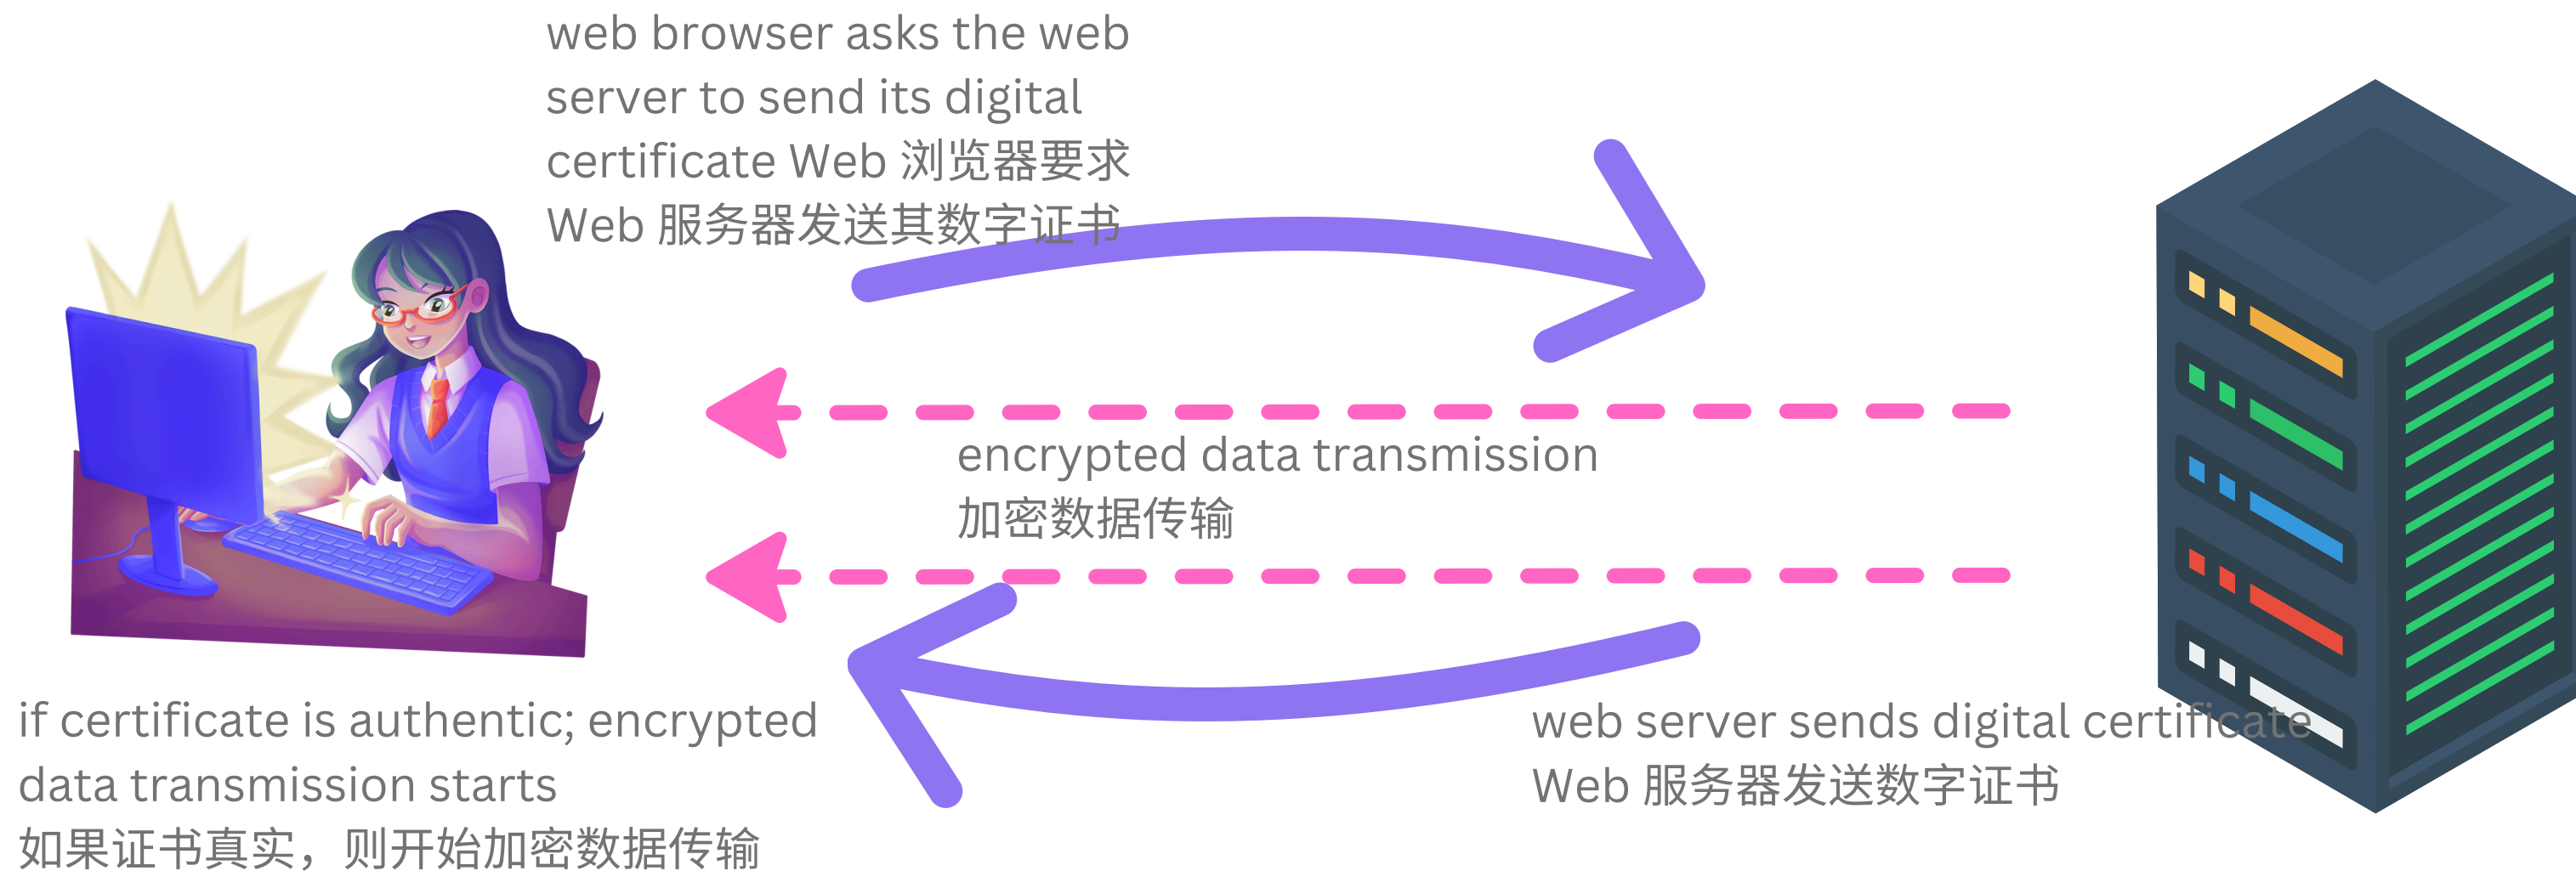 web browser asks the web
server to send its digital
certificate Web 浏览器要求
Web 服务器发送其数字证书
encrypted data transmission
加密数据传输
if certificate is authentic; encrypted
data transmission starts
如果证书真实，则开始加密数据传输
web server sends digital certificate
Web 服务器发送数字证书